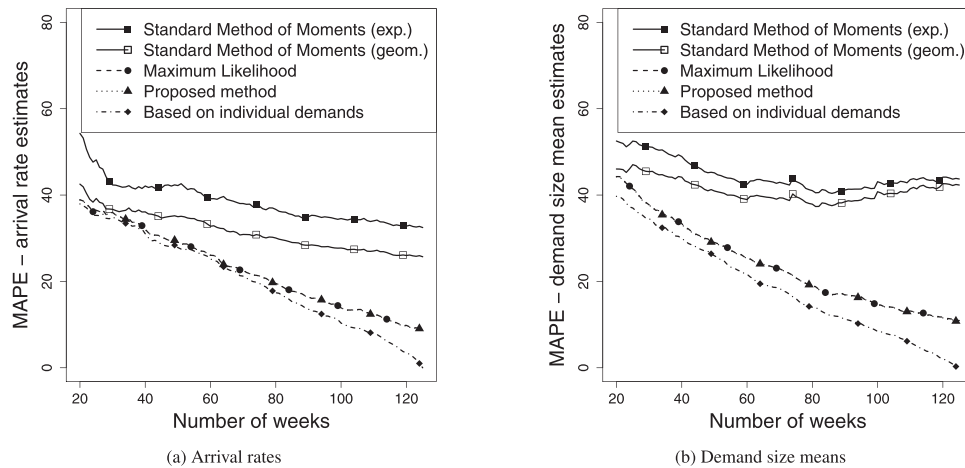 MAPE – arrival rate estimates
80
60
40
20
0
Standard Method of Moments (exp.)
Standard Method of Moments (geom.)
Maximum Likelihood
Proposed method
Based on individual demands
20 40 60 80 100 120
Number of weeks
(a) Arrival rates
MAPE – demand size mean estimates
80
60
40
20
0
Standard Method of Moments (exp.)
Standard Method of Moments (geom.)
Maximum Likelihood
Proposed method
Based on individual demands
20 40 60 80 100 120
Number of weeks
(b) Demand size means